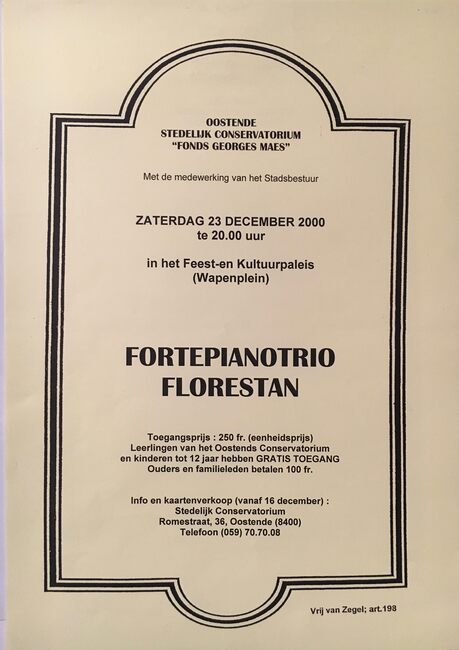 OOSTENDE
STEDELIJK CONSERVATORIUM
"FONDS GEORGES MAES"
Met de medewerking van het Stadsbestuur
ZATERDAG 23 DECEMBER 2000
te 20.00 uur
in het Feest-en Kultuurpaleis
(Wapenplein)
FORTEPIANOTRIO
FLORESTAN
Toegangsprijs : 250 fr. (eenheidsprijs)
Leerlingen van het Oostends Conservatorium
en kinderen tot 12 jaar hebben GRATIS TOEGANG
Ouders en familieleden betalen 100 fr.
Info en kaartenverkoop (vanaf 16 december) :
Stedelijk Conservatorium
Romestraat, 36, Oostende (8400)
Telefoon (059) 70.70.08
Vrij van Zegel; art.198